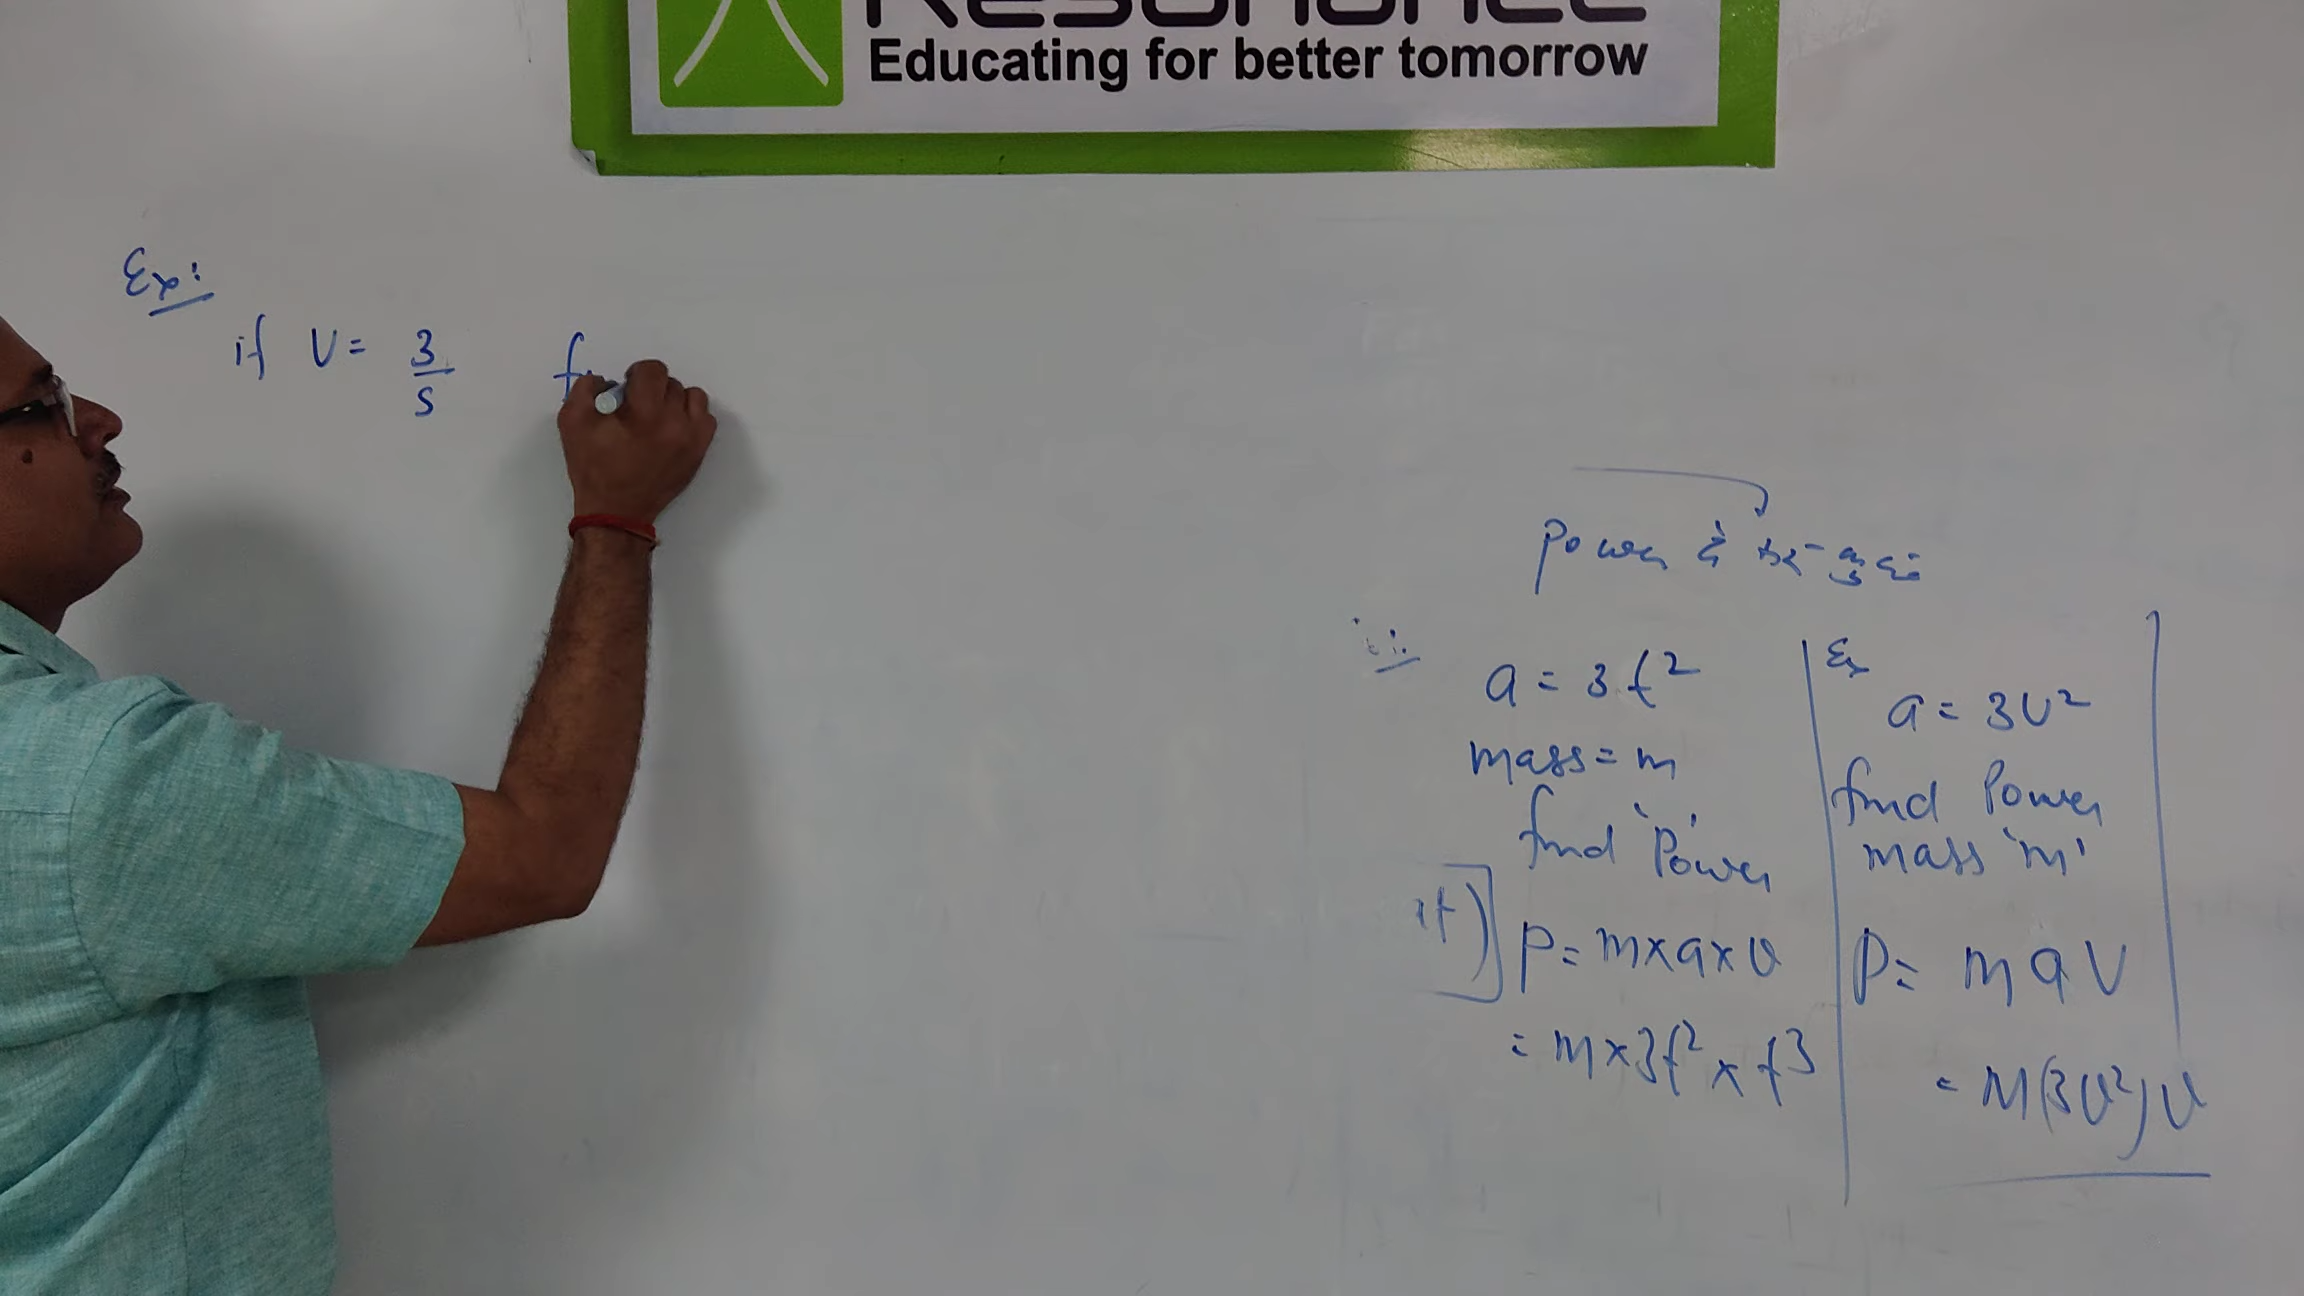 Educating for better tomorrow
Ex:
if v = 3/s
Power
a = 3t²
mass = m
find 'Power'
P = m×a×v
= m×3t²×t³
Ex
a = 3v²
find Power
mass 'm'
P = m a v
= M(3v²)v